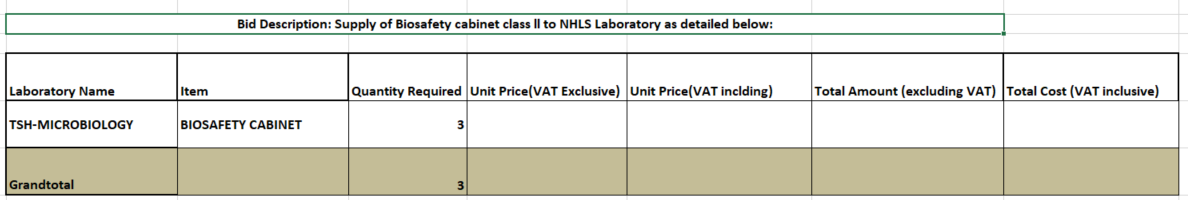 Bid Description: Supply of Biosafety cabinet class ll to NHLS Laboratory as detailed below:
Laboratory Name Item Quantity Required Unit Price(VAT Exclusive) Unit Price(VAT inclding) Total Amount (excluding VAT) Total Cost (VAT inclusive)
TSH-MICROBIOLOGY BIOSAFETY CABINET 3
Grandtotal 3